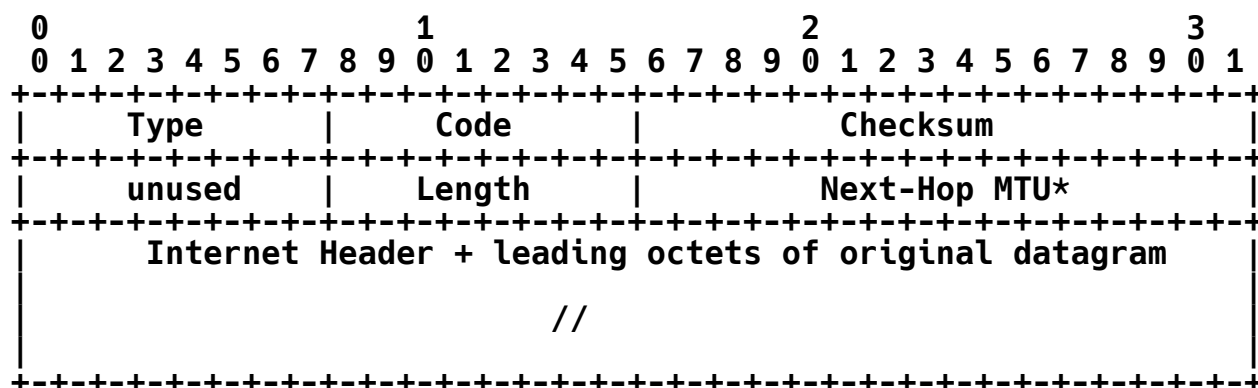 0                   1                   2                   3
 0 1 2 3 4 5 6 7 8 9 0 1 2 3 4 5 6 7 8 9 0 1 2 3 4 5 6 7 8 9 0 1
+-+-+-+-+-+-+-+-+-+-+-+-+-+-+-+-+-+-+-+-+-+-+-+-+-+-+-+-+-+-+-+-+
|     Type      |     Code      |          Checksum             |
+-+-+-+-+-+-+-+-+-+-+-+-+-+-+-+-+-+-+-+-+-+-+-+-+-+-+-+-+-+-+-+-+
|     unused    |    Length     |         Next-Hop MTU*         |
+-+-+-+-+-+-+-+-+-+-+-+-+-+-+-+-+-+-+-+-+-+-+-+-+-+-+-+-+-+-+-+-+
|      Internet Header + leading octets of original datagram    |
|                                                               |
|                           //                                  |
|                                                               |
+-+-+-+-+-+-+-+-+-+-+-+-+-+-+-+-+-+-+-+-+-+-+-+-+-+-+-+-+-+-+-+-+